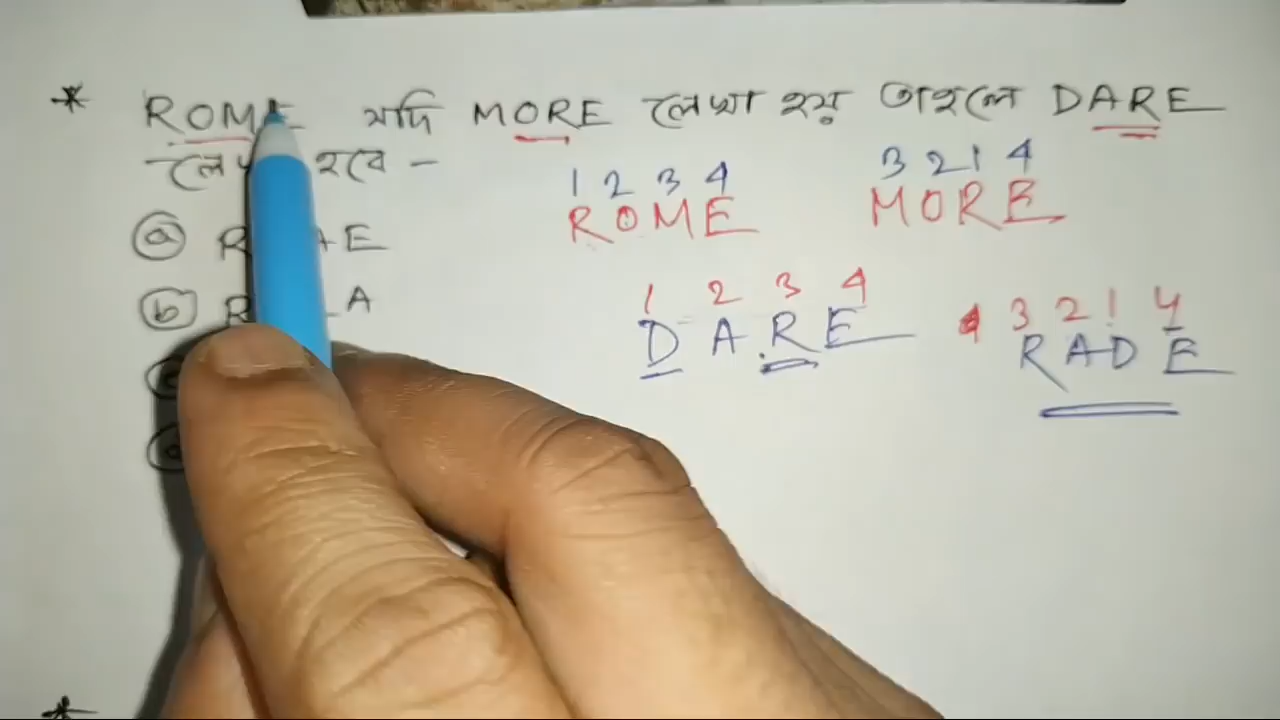 * ROME যদি MORE লেখা হয় তাহলে DARE
হবে -
1 2 3 4
ROME
3 2 1 4
MORE
ⓐ
ⓑ
1 2 3 4
DARE
3 2 1 4
RADE
*